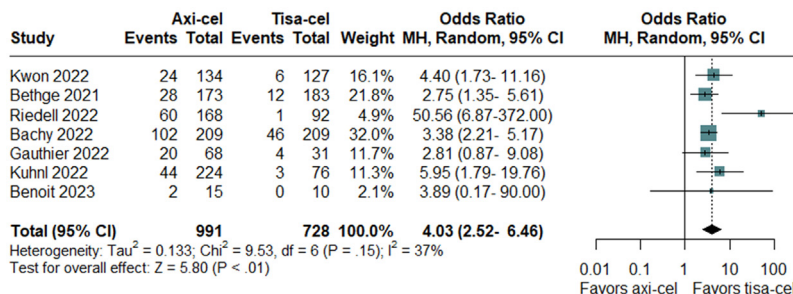 Axi-cel Tisa-cel Odds Ratio Odds Ratio
Study Events Total Events Total Weight MH, Random, 95% CI MH, Random, 95% CI
Kwon 2022 24 134 6 127 16.1% 4.40 (1.73- 11.16)
Bethge 2021 28 173 12 183 21.8% 2.75 (1.35- 5.61)
Riedell 2022 60 168 1 92 4.9% 50.56 (6.87-372.00)
Bachy 2022 102 209 46 209 32.0% 3.38 (2.21- 5.17)
Gauthier 2022 20 68 4 31 11.7% 2.81 (0.87- 9.08)
Kuhnl 2022 44 224 3 76 11.3% 5.95 (1.79- 19.76)
Benoit 2023 2 15 0 10 2.1% 3.89 (0.17- 90.00)
Total (95% CI) 991 728 100.0% 4.03 (2.52- 6.46)
Heterogeneity: Tau² = 0.133; Chi² = 9.53, df = 6 (P = .15); I² = 37%
Test for overall effect: Z = 5.80 (P < .01)
0.01 0.1 1 10 100
Favors axi-cel Favors tisa-cel